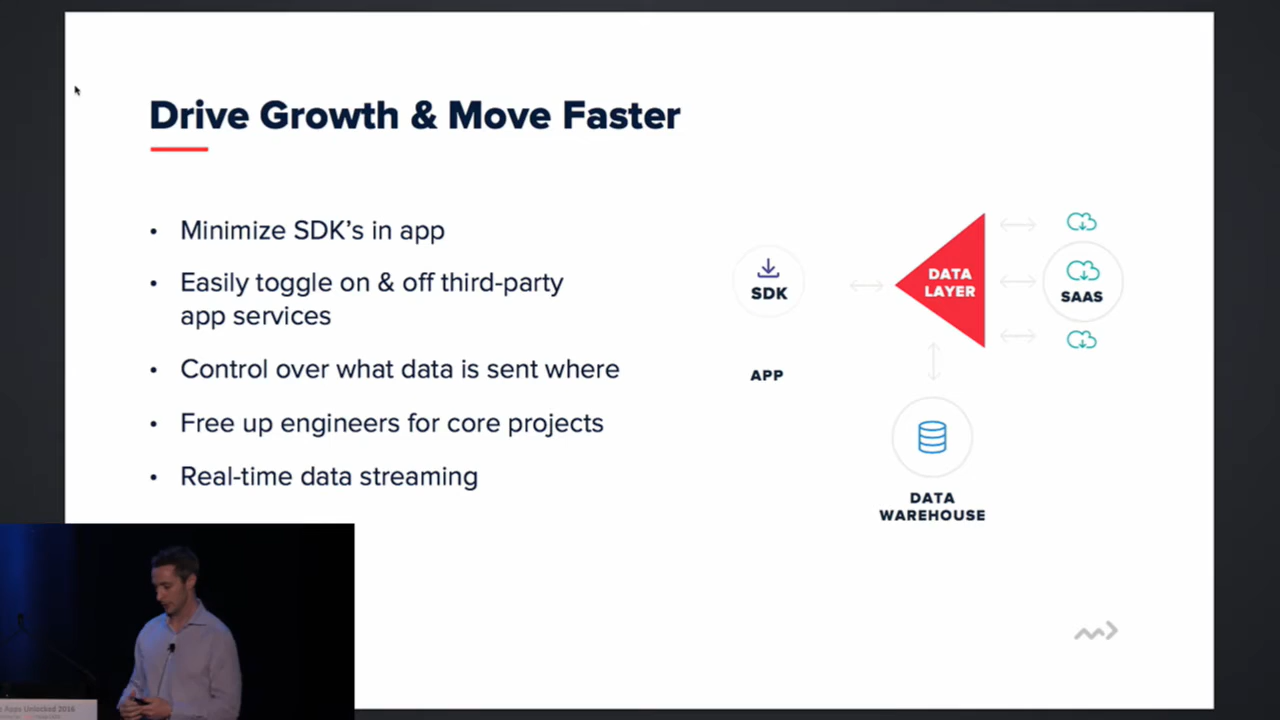 Drive Growth & Move Faster
• Minimize SDK's in app
• Easily toggle on & off third-party
app services
• Control over what data is sent where
• Free up engineers for core projects
• Real-time data streaming
SDK
APP
DATA
LAYER
SAAS
DATA
WAREHOUSE
Apps Unlocked 2016